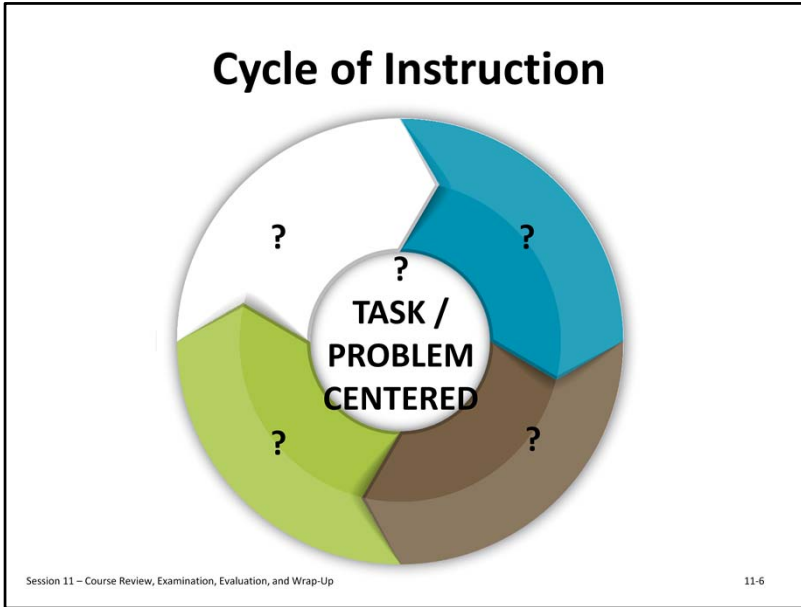 Cycle of Instruction
?
?
?
TASK /
PROBLEM
CENTERED
?
?
Session 11 – Course Review, Examination, Evaluation, and Wrap-Up
11-6